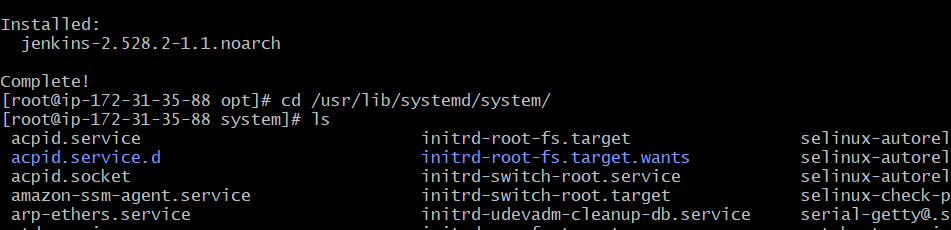 Installed:
  jenkins-2.528.2-1.1.noarch
Complete!
[root@ip-172-31-35-88 opt]# cd /usr/lib/systemd/system/
[root@ip-172-31-35-88 system]# ls
acpid.service initrd-root-fs.target selinux-autorel
acpid.service.d initrd-root-fs.target.wants selinux-autorel
acpid.socket initrd-switch-root.service selinux-autorel
amazon-ssm-agent.service initrd-switch-root.target selinux-check-p
arp-ethers.service initrd-udevadm-cleanup-db.service serial-getty@.s